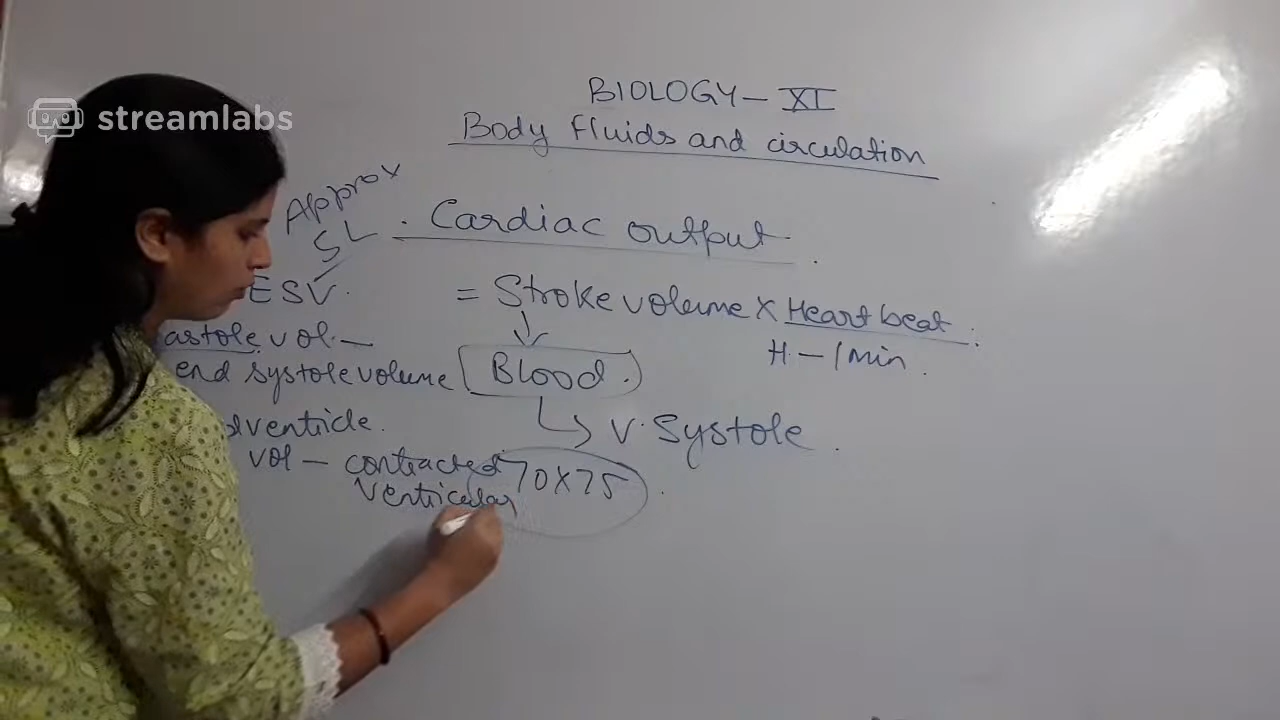 streamlabs
BIOLOGY - XI
Body fluids and circulation
Approx
5L
. Cardiac output .
ESV.
= Stroke volume X Heart beat .
astole vol. —
H. — 1 min .
end systole volume
Blood .
ventricle.
V. Systole .
vol — contracted
70X75 .
ventricular